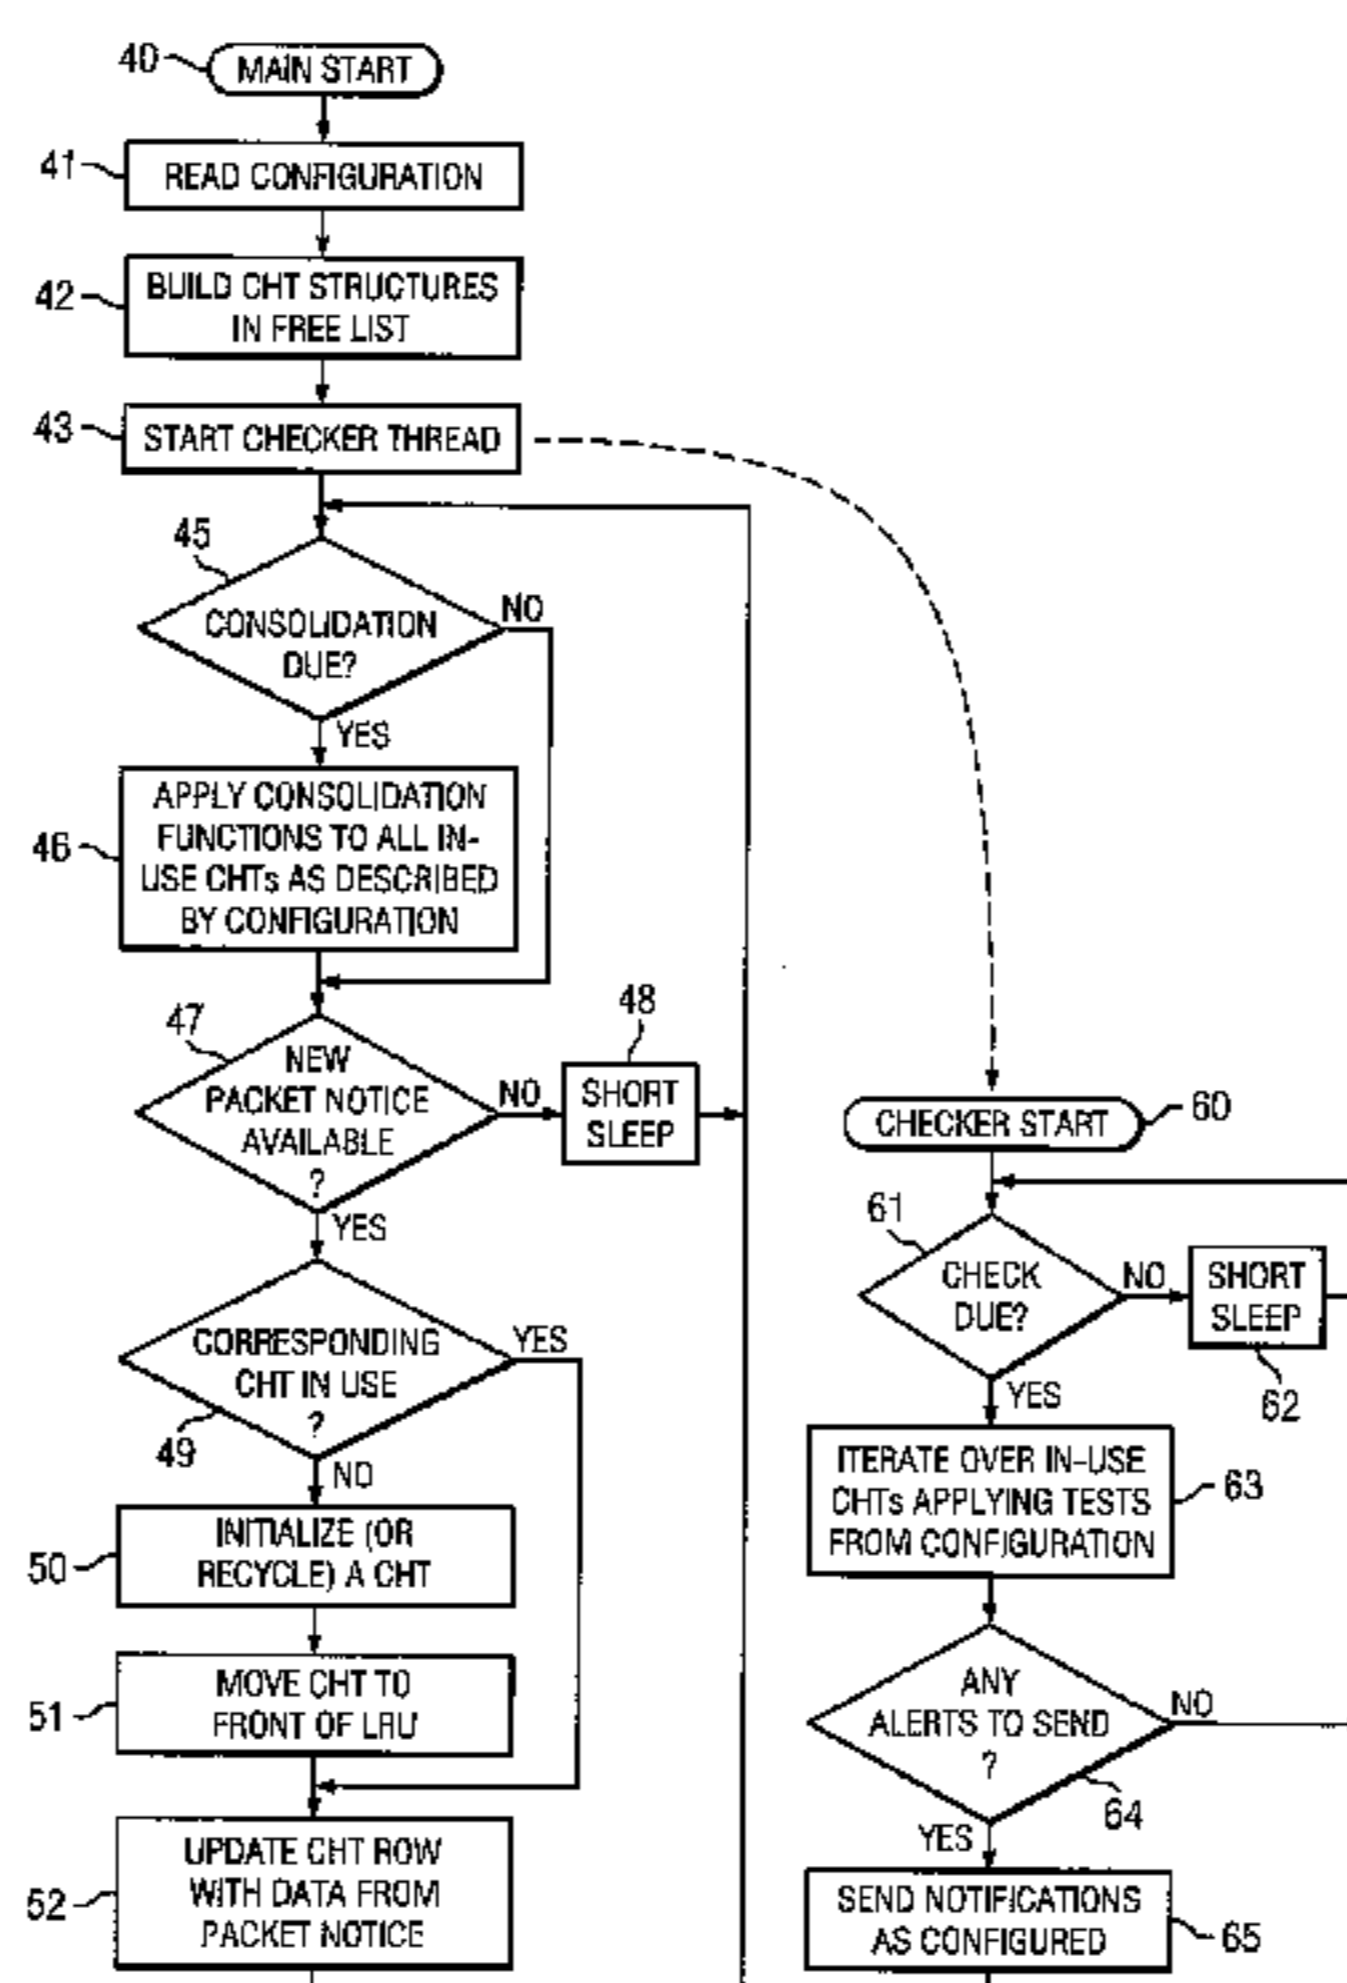 40
MAIN START
41
READ CONFIGURATION
42
BUILD CHT STRUCTURES
IN FREE LIST
43
START CHECKER THREAD
45
CONSOLIDATION
DUE?
NO
YES
46
APPLY CONSOLIDATION
FUNCTIONS TO ALL IN-
USE CHTs AS DESCRIBED
BY CONFIGURATION
47
NEW
PACKET NOTICE
AVAILABLE
?
NO
YES
48
SHORT
SLEEP
CORRESPONDING
CHT IN USE
?
49
YES
NO
50
INITIALIZE (OR
RECYCLE) A CHT
51
MOVE CHT TO
FRONT OF LRU
52
UPDATE CHT ROW
WITH DATA FROM
PACKET NOTICE
CHECKER START
60
61
CHECK
DUE?
NO
YES
SHORT
SLEEP
62
ITERATE OVER IN-USE
CHTs APPLYING TESTS
FROM CONFIGURATION
63
ANY
ALERTS TO SEND
?
NO
64
YES
SEND NOTIFICATIONS
AS CONFIGURED
65